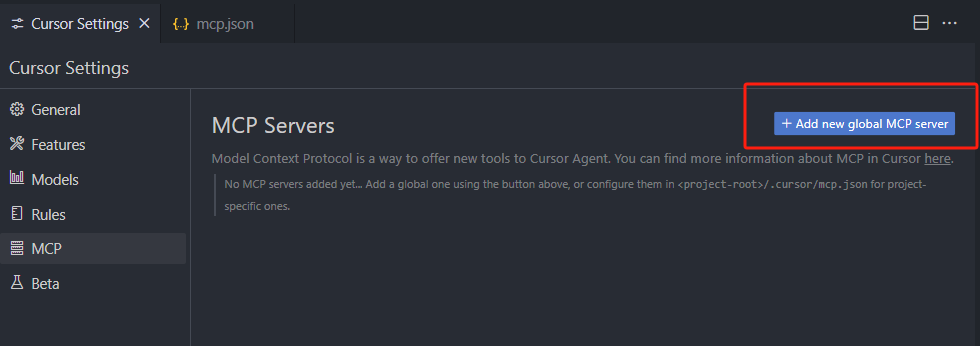 Cursor Settings
{..} mcp.json
Cursor Settings
General
Features
Models
Rules
MCP
Beta
MCP Servers
+ Add new global MCP server
Model Context Protocol is a way to offer new tools to Cursor Agent. You can find more information about MCP in Cursor here.
No MCP servers added yet... Add a global one using the button above, or configure them in <project-root>/.cursor/mcp.json for project-
specific ones.